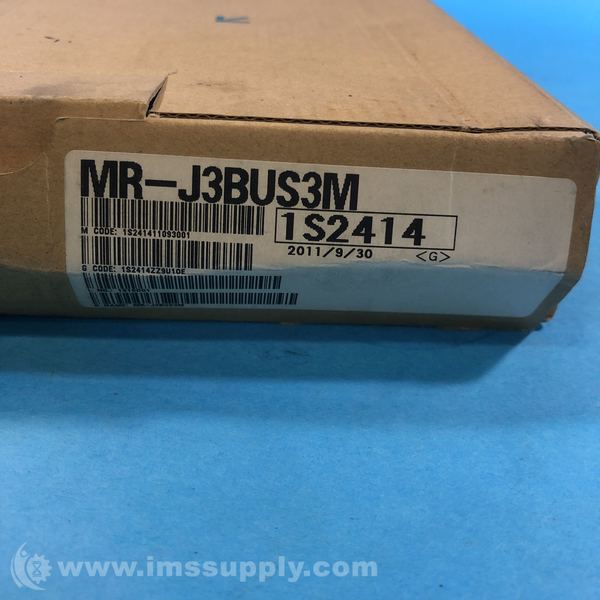 MR-J3BUS3M
M CODE: 1S241411093001
1S2414
2011/9/30 <G>
G CODE: 1S24142Z9U10E
www.imssupply.com